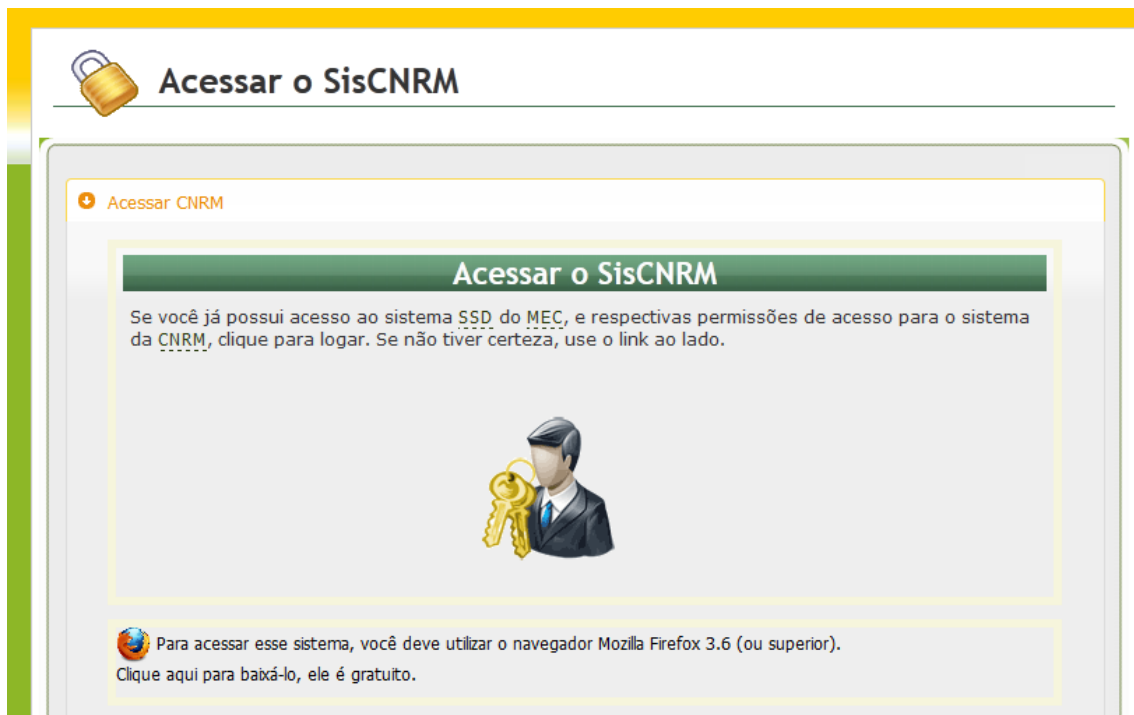 Acessar o SisCNRM
Acessar CNRM
Acessar o SisCNRM
Se você já possui acesso ao sistema SSD do MEC, e respectivas permissões de acesso para o sistema
da CNRM, clique para logar. Se não tiver certeza, use o link ao lado.
Para acessar esse sistema, você deve utilizar o navegador Mozilla Firefox 3.6 (ou superior).
Clique aqui para baixá-lo, ele é gratuito.